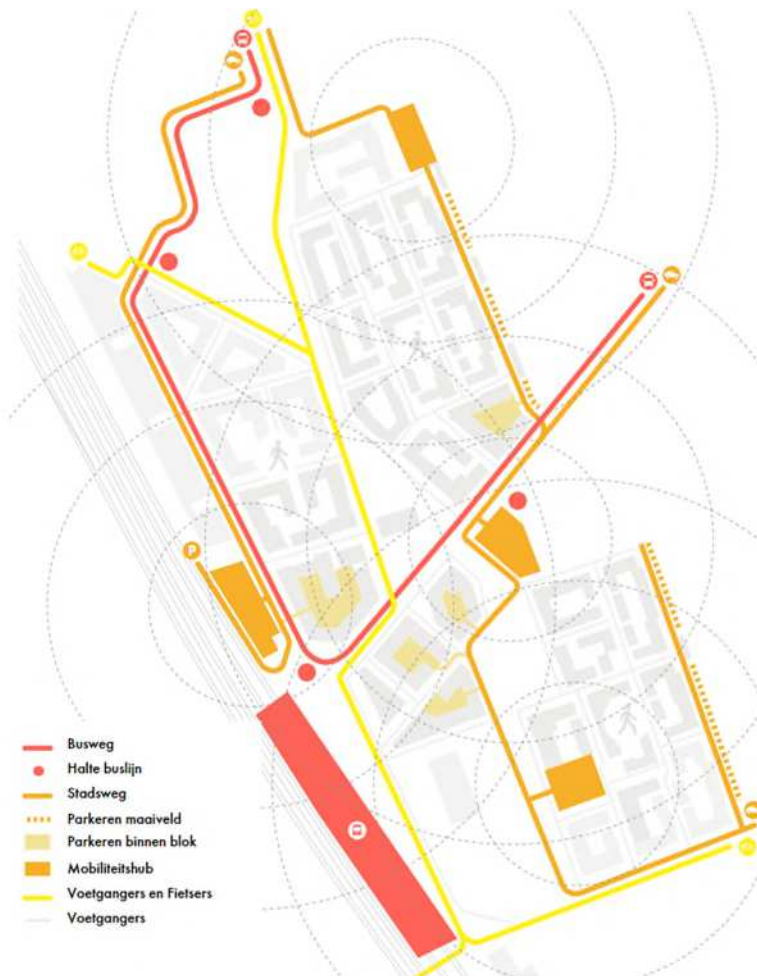 P
Busweg
Halte buslijn
Stadsweg
Parkeren maaiveld
Parkeren binnen blok
Mobiliteitshub
Voetgangers en Fietsers
Voetgangers